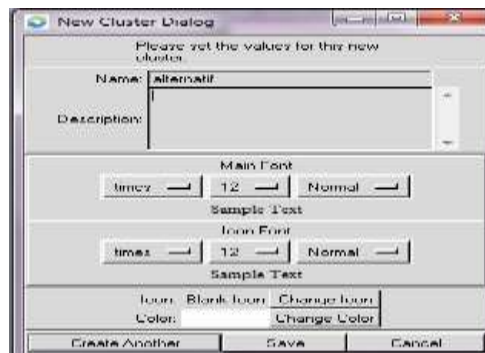 New Cluster Dialog
Please set the values for this new
cluster.
Name: alternatif
Description:
Main Font
times 12 Normal
Sample Text
Icon Font
times 12 Normal
Sample Text
Icon: Blank Icon Change Icon
Color: Change Color
Create Another Save Cancel